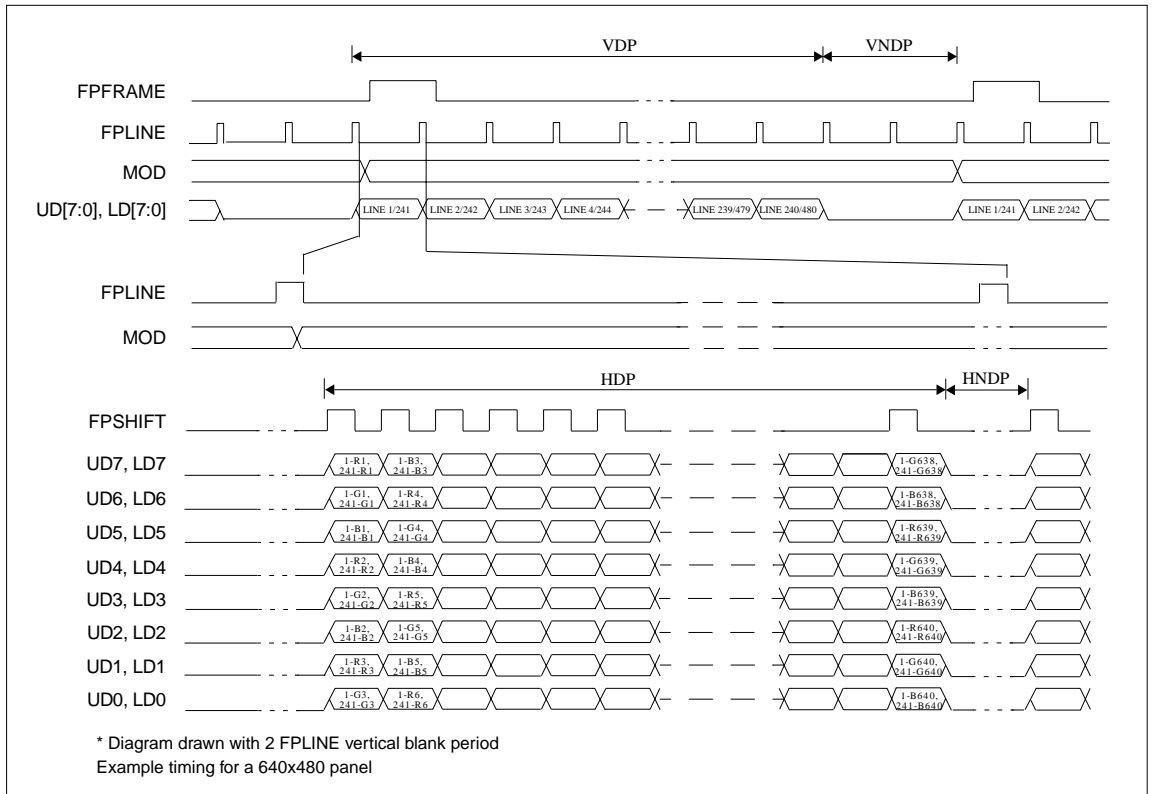 VDP VNDP
FPFRAME
FPLINE
MOD
UD[7:0], LD[7:0] LINE 1/241 LINE 2/242 LINE 3/243 LINE 4/244 LINE 239/479 LINE 240/480 LINE 1/241 LINE 2/242
FPLINE
MOD
HDP HNDP
FPSHIFT
UD7, LD7 1-R1, 241-R1 1-B3, 241-B3 1-G638, 241-G638
UD6, LD6 1-G1, 241-G1 1-R4, 241-R4 1-B638, 241-B638
UD5, LD5 1-B1, 241-B1 1-G4, 241-G4 1-R639, 241-R639
UD4, LD4 1-R2, 241-R2 1-B4, 241-B4 1-G639, 241-G639
UD3, LD3 1-G2, 241-G2 1-R5, 241-R5 1-B639, 241-B639
UD2, LD2 1-B2, 241-B2 1-G5, 241-G5 1-R640, 241-R640
UD1, LD1 1-R3, 241-R3 1-B5, 241-B5 1-G640, 241-G640
UD0, LD0 1-G3, 241-G3 1-R6, 241-R6 1-B640, 241-B640
* Diagram drawn with 2 FPLINE vertical blank period
Example timing for a 640x480 panel